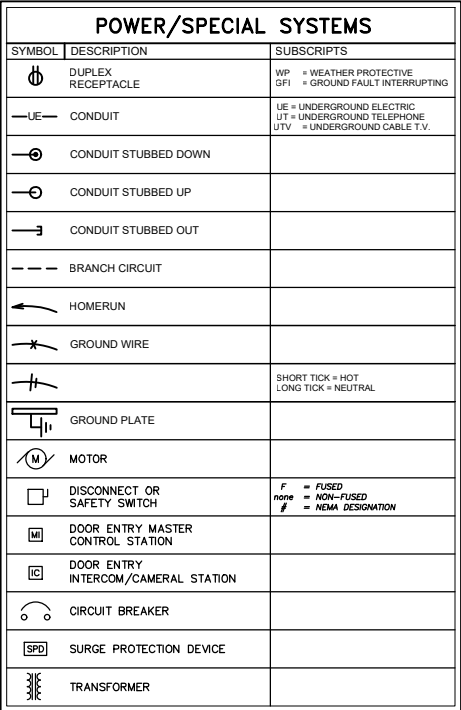 POWER/SPECIAL SYSTEMS
SYMBOL DESCRIPTION SUBSCRIPTS
DUPLEX
RECEPTACLE
WP = WEATHER PROTECTIVE
GFI = GROUND FAULT INTERRUPTING
UE CONDUIT
UE = UNDERGROUND ELECTRIC
UT = UNDERGROUND TELEPHONE
UTV = UNDERGROUND CABLE T.V.
CONDUIT STUBBED DOWN
CONDUIT STUBBED UP
CONDUIT STUBBED OUT
BRANCH CIRCUIT
HOMERUN
GROUND WIRE
SHORT TICK = HOT
LONG TICK = NEUTRAL
GROUND PLATE
M MOTOR
DISCONNECT OR
SAFETY SWITCH
F = FUSED
none = NON-FUSED
# = NEMA DESIGNATION
MI DOOR ENTRY MASTER
CONTROL STATION
IC DOOR ENTRY
INTERCOM/CAMERAL STATION
CIRCUIT BREAKER
SPD SURGE PROTECTION DEVICE
TRANSFORMER